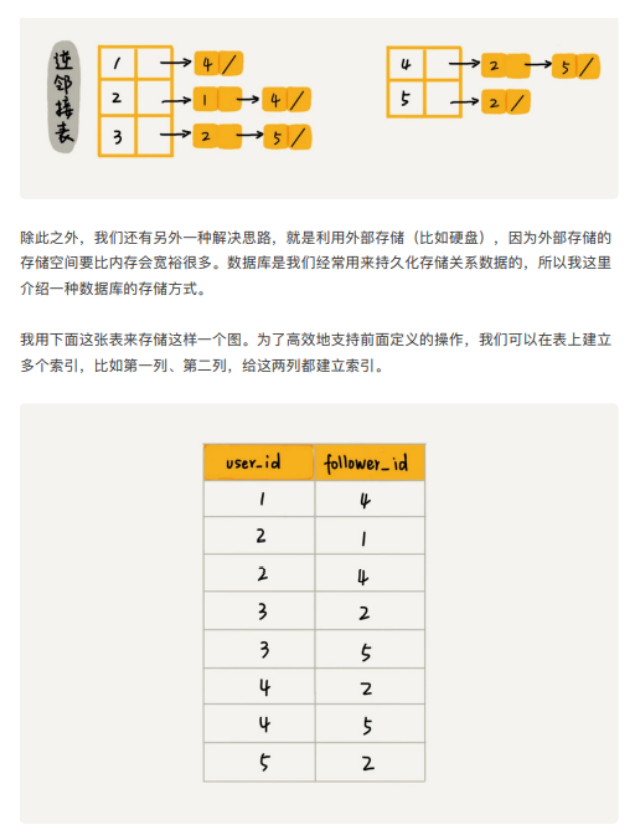 逆邻接表
1 4
2 1 4
3 2 5
4 2 5
5 2
除此之外，我们还有另外一种解决思路，就是利用外部存储（比如硬盘），因为外部存储的
存储空间要比内存会宽裕很多。数据库是我们经常用来持久化存储关系数据的，所以我这里
介绍一种数据库的存储方式。
我用下面这张表来存储这样一个图。为了高效地支持前面定义的操作，我们可以在表上建立
多个索引，比如第一列、第二列，给这两列都建立索引。
user_id follower_id
1 4
2 1
2 4
3 2
3 5
4 2
4 5
5 2